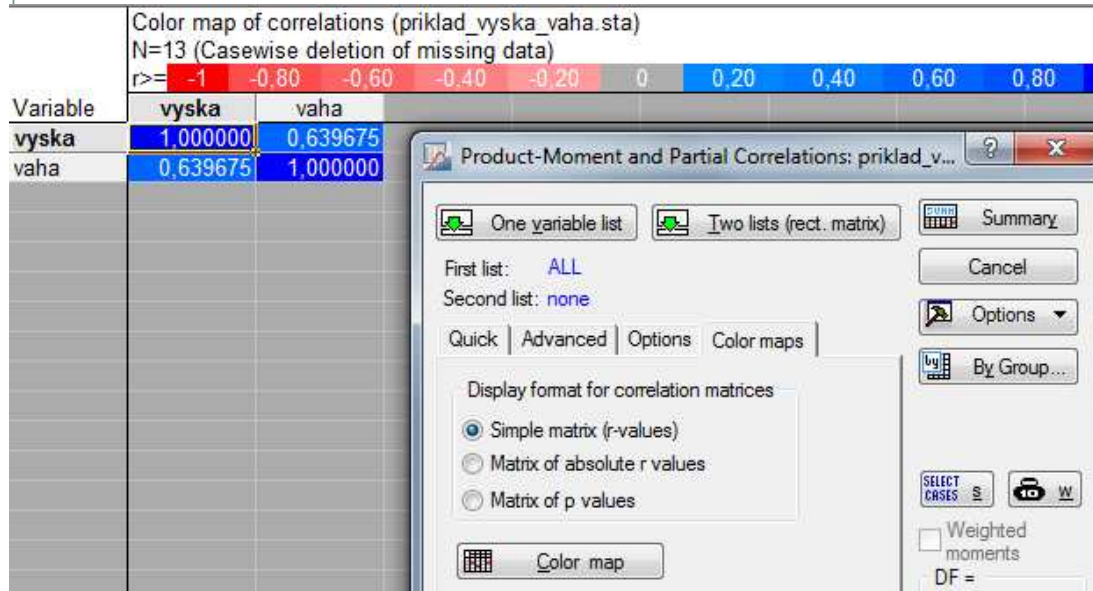 Color map of correlations (priklad_vyska_vaha.sta)
N=13 (Casewise deletion of missing data)
r>= -1 -0,80 -0,60 -0,40 -0,20 0 0,20 0,40 0,60 0,80
Variable vyska vaha
vyska 1,000000 0,639675
vaha 0,639675 1,000000
Product-Moment and Partial Correlations: priklad_v... ? X
One variable list Two lists (rect. matrix) Summary
First list: ALL Cancel
Second list: none
Options
Quick Advanced Options Color maps
By Group...
Display format for correlation matrices
Simple matrix (r-values)
Matrix of absolute r values
Matrix of p values
SELECT CASES S W
Weighted moments
Color map
DF =